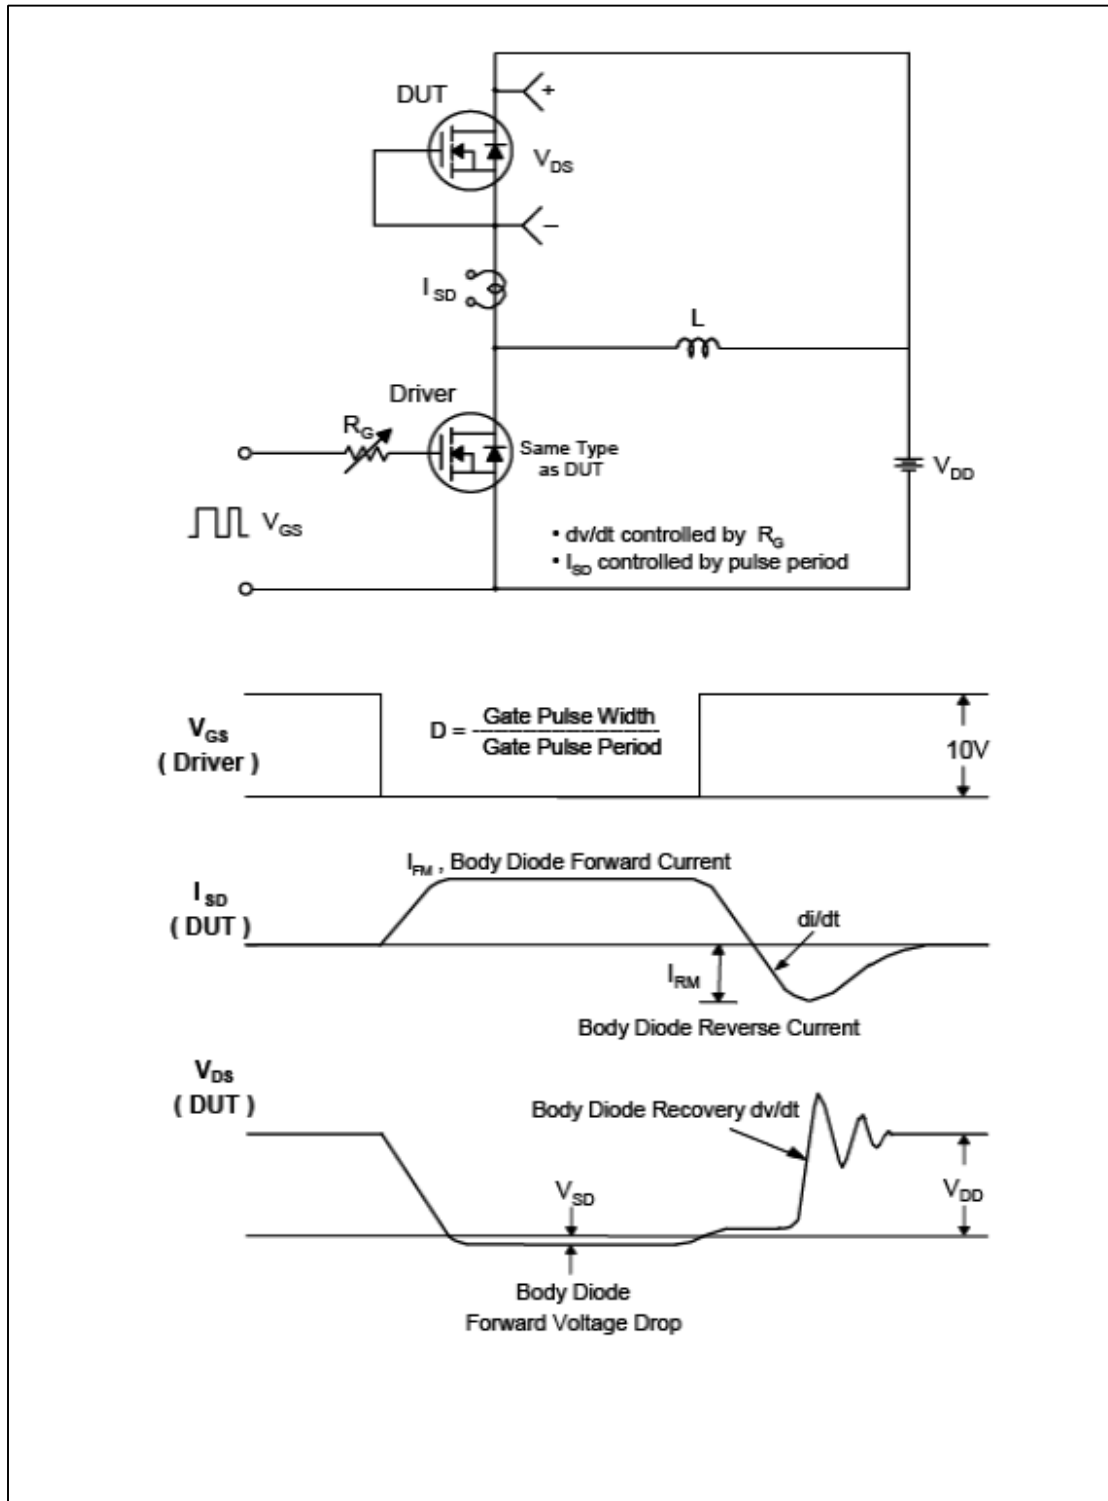 DUT
+
V_DS
–
I_SD
L
Driver
R_G
Same Type
as DUT
V_DD
V_GS
• dv/dt controlled by R_G
• I_SD controlled by pulse period
V_GS
( Driver )
D = Gate Pulse Width
Gate Pulse Period
10V
I_FM , Body Diode Forward Current
I_SD
( DUT )
di/dt
I_RM
Body Diode Reverse Current
V_DS
( DUT )
Body Diode Recovery dv/dt
V_SD
V_DD
Body Diode
Forward Voltage Drop